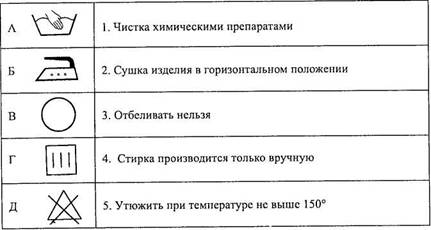 А 1. Чистка химическими препаратами
Б 2. Сушка изделия в горизонтальном положении
В 3. Отбеливать нельзя
Г 4. Стирка производится только вручную
Д 5. Утюжить при температуре не выше 150°